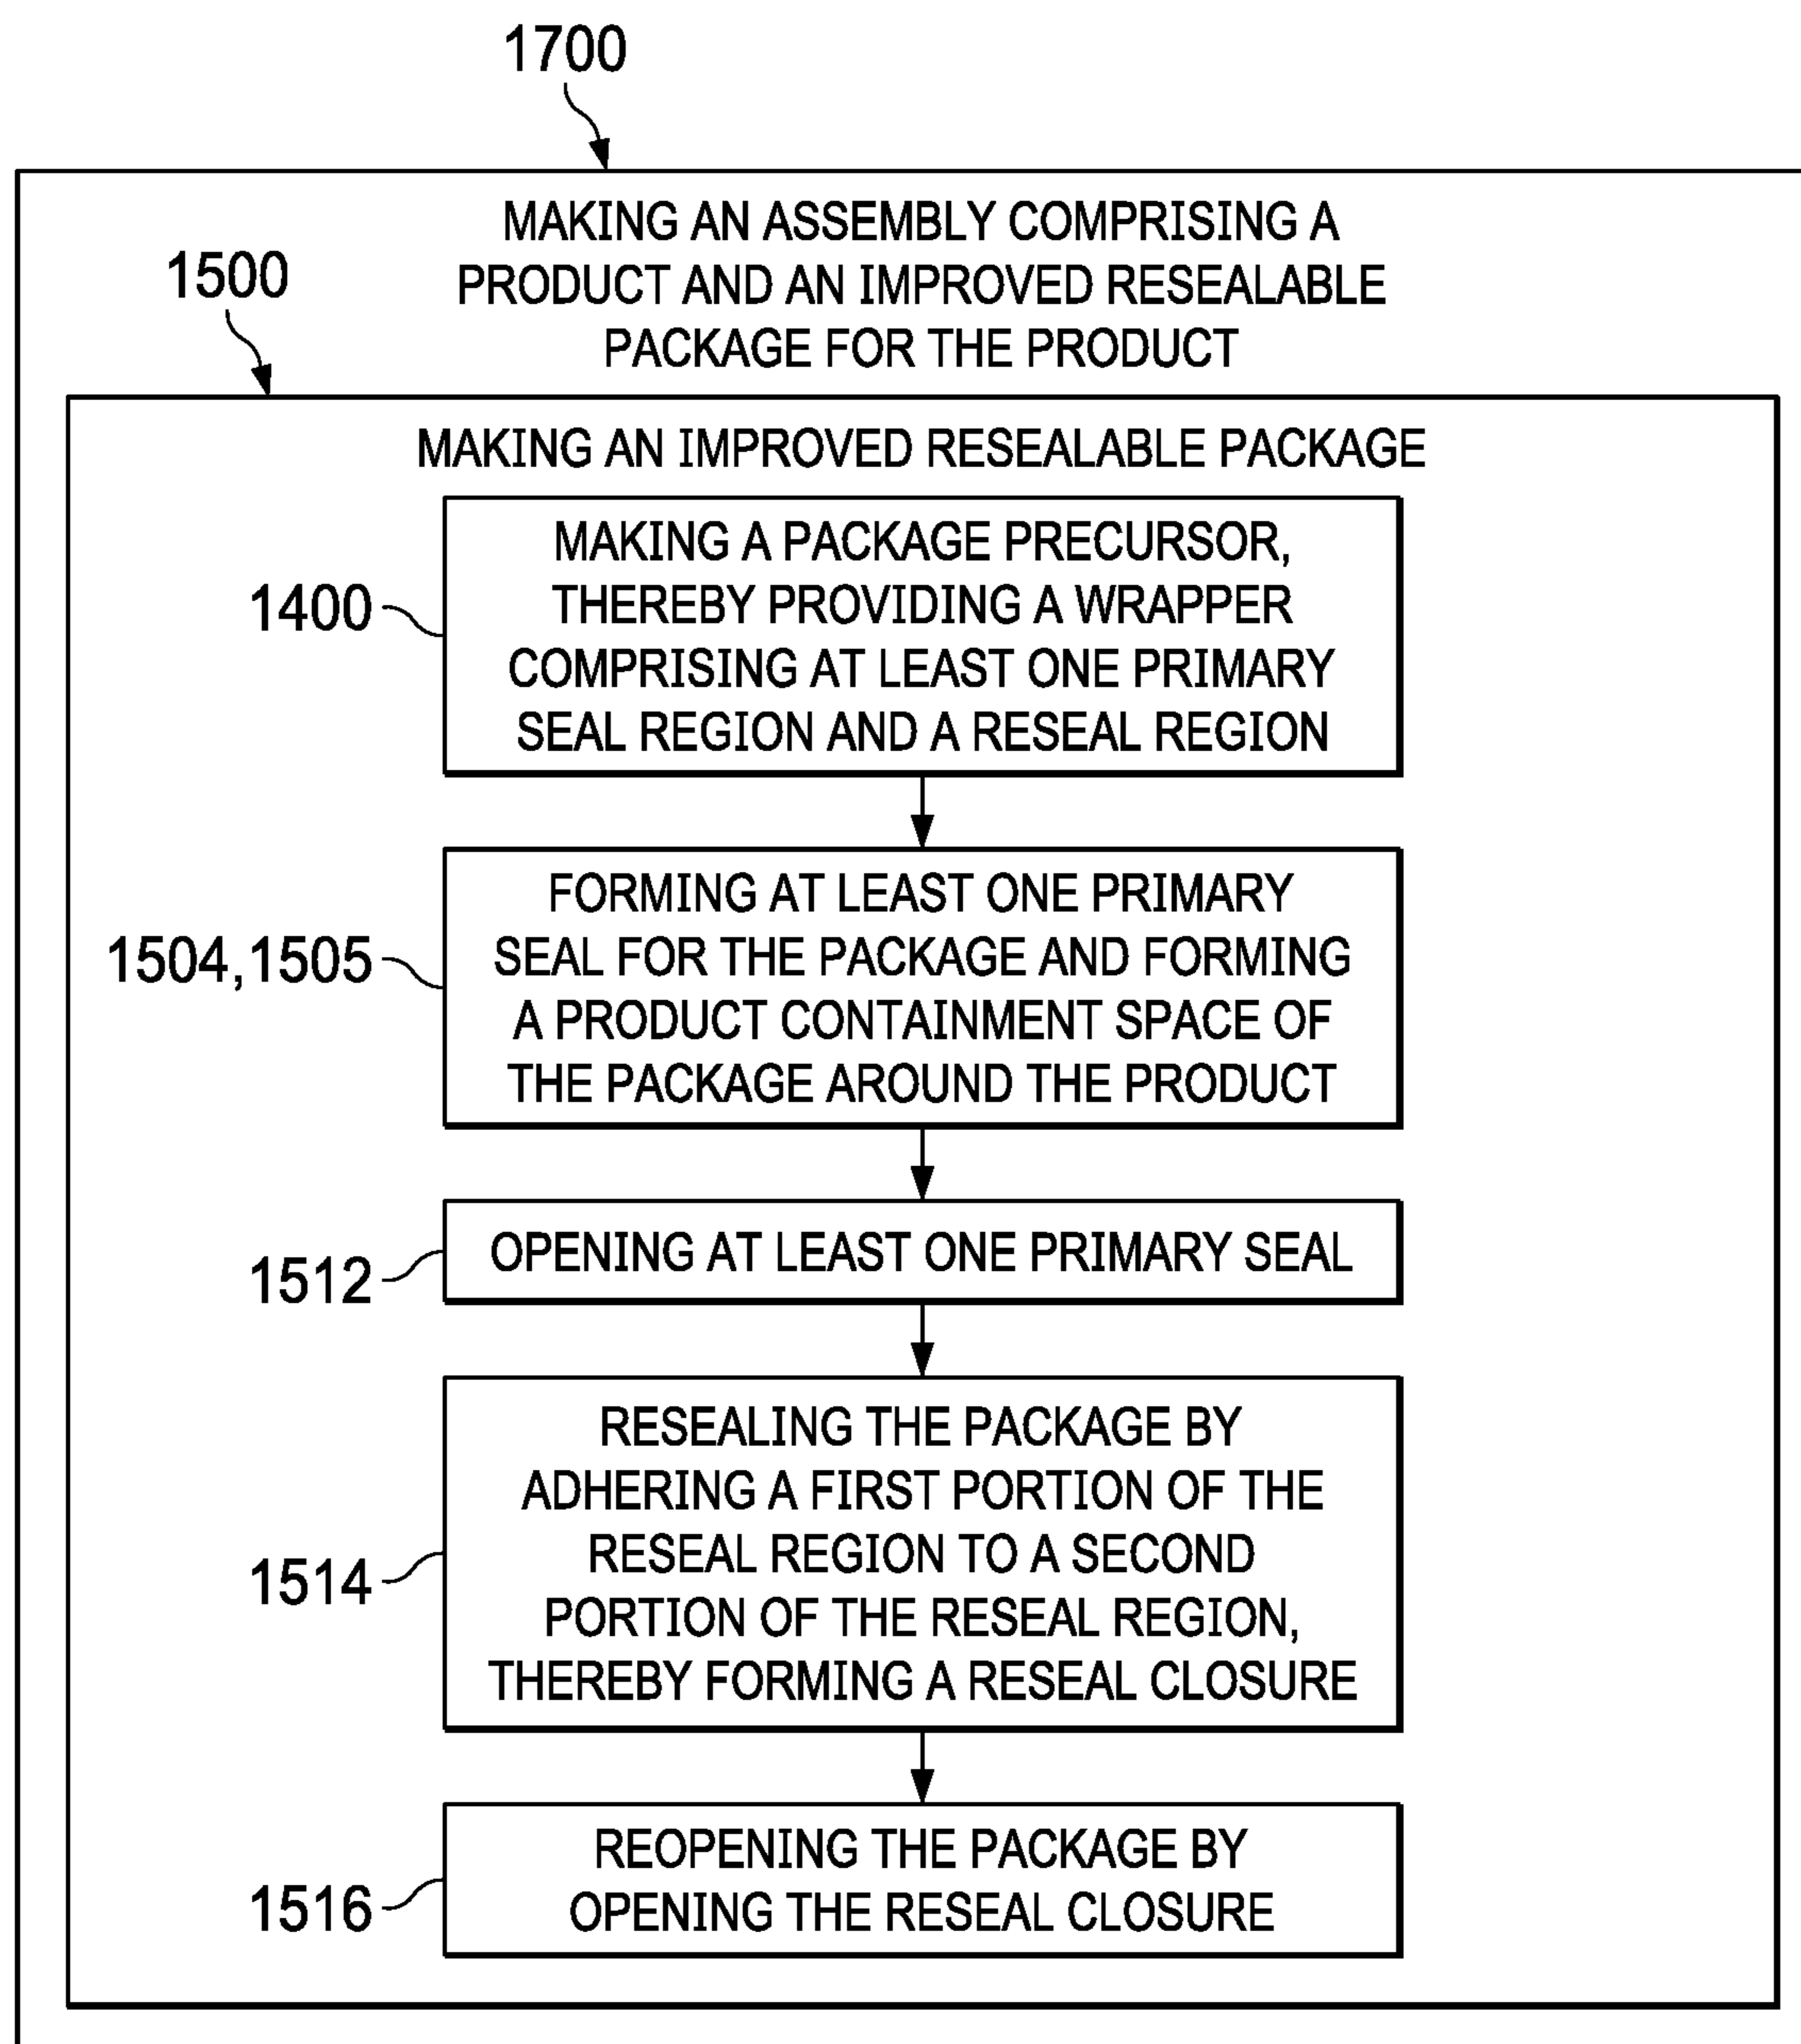 1700
MAKING AN ASSEMBLY COMPRISING A
PRODUCT AND AN IMPROVED RESEALABLE
PACKAGE FOR THE PRODUCT
1500
MAKING AN IMPROVED RESEALABLE PACKAGE
1400
MAKING A PACKAGE PRECURSOR,
THEREBY PROVIDING A WRAPPER
COMPRISING AT LEAST ONE PRIMARY
SEAL REGION AND A RESEAL REGION
1504, 1505
FORMING AT LEAST ONE PRIMARY
SEAL FOR THE PACKAGE AND FORMING
A PRODUCT CONTAINMENT SPACE OF
THE PACKAGE AROUND THE PRODUCT
1512
OPENING AT LEAST ONE PRIMARY SEAL
1514
RESEALING THE PACKAGE BY
ADHERING A FIRST PORTION OF THE
RESEAL REGION TO A SECOND
PORTION OF THE RESEAL REGION,
THEREBY FORMING A RESEAL CLOSURE
1516
REOPENING THE PACKAGE BY
OPENING THE RESEAL CLOSURE